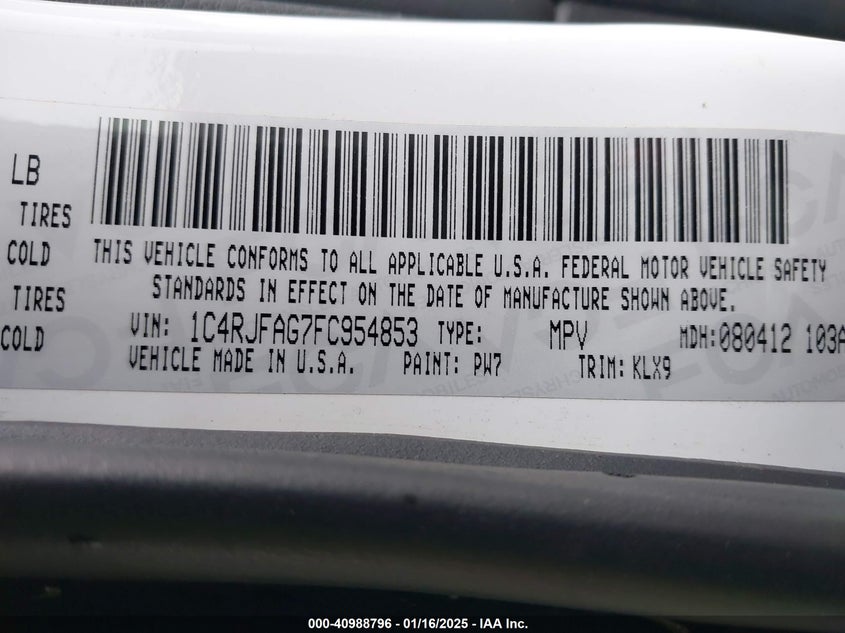 LB
TIRES
COLD
TIRES
COLD
THIS VEHICLE CONFORMS TO ALL APPLICABLE U.S.A. FEDERAL MOTOR VEHICLE SAFETY
STANDARDS IN EFFECT ON THE DATE OF MANUFACTURE SHOWN ABOVE.
VIN: 1C4RJFAG7FC954853 TYPE: MPV MDH:080412 103A
VEHICLE MADE IN U.S.A. PAINT: PW7 TRIM: KLX9
000-40988796 - 01/16/2025 - IAA Inc.